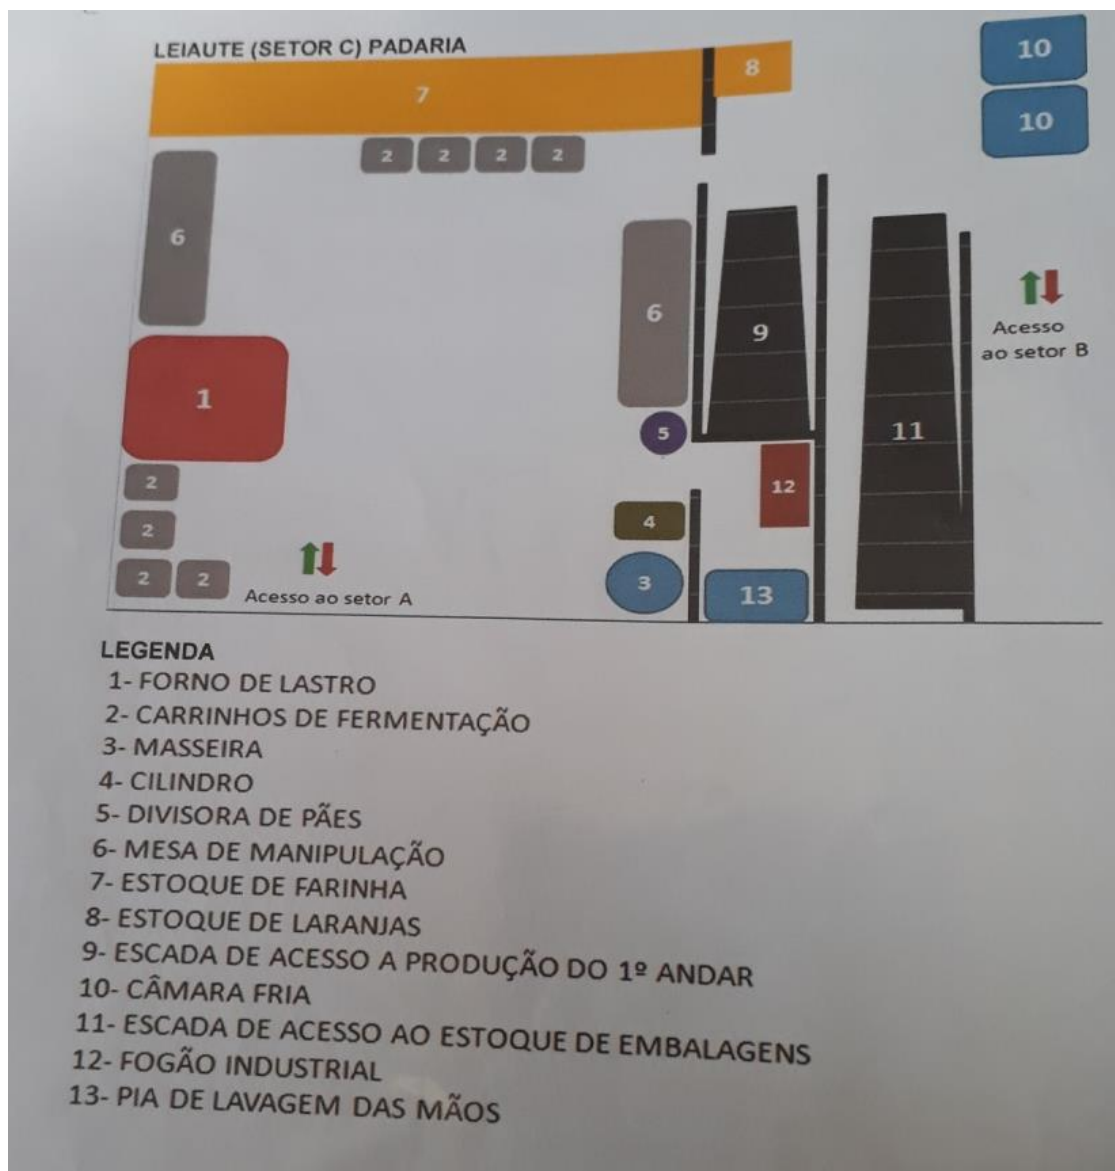 LEIAUTE (SETOR C) PADARIA
10
8
7
10
2 2 2 2
6
6
9
Acesso
ao setor B
1
5
11
2
12
4
2
2 2
3
13
Acesso ao setor A
LEGENDA
1- FORNO DE LASTRO
2- CARRINHOS DE FERMENTAÇÃO
3- MASSEIRA
4- CILINDRO
5- DIVISORA DE PÃES
6- MESA DE MANIPULAÇÃO
7- ESTOQUE DE FARINHA
8- ESTOQUE DE LARANJAS
9- ESCADA DE ACESSO A PRODUÇÃO DO 1º ANDAR
10- CÂMARA FRIA
11- ESCADA DE ACESSO AO ESTOQUE DE EMBALAGENS
12- FOGÃO INDUSTRIAL
13- PIA DE LAVAGEM DAS MÃOS